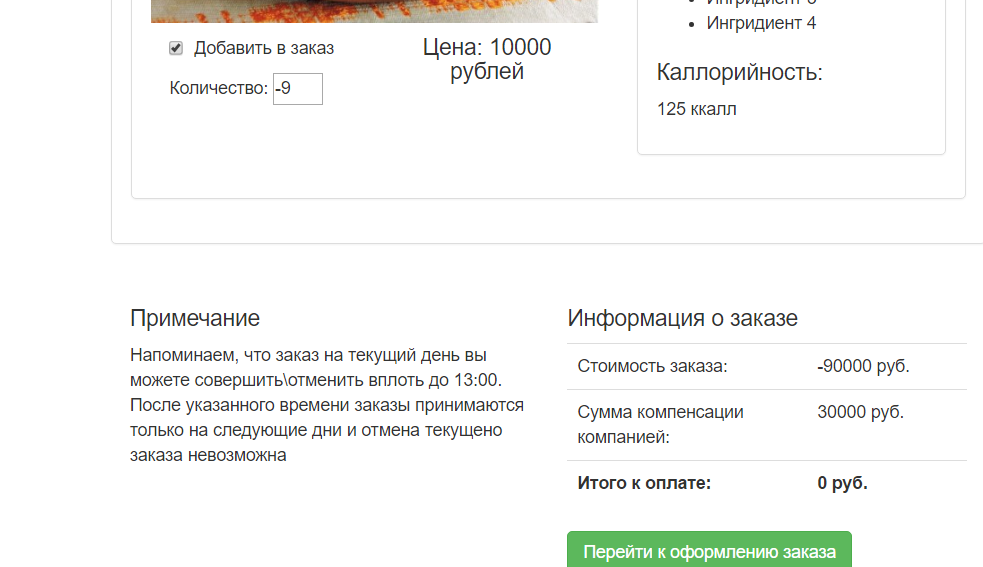 Ингридиент 4
Добавить в заказ
Количество: -9
Цена: 10000
рублей
Каллорийность:
125 ккалл
Примечание
Напоминаем, что заказ на текущий день вы
можете совершить\отменить вплоть до 13:00.
После указанного времени заказы принимаются
только на следующие дни и отмена текущено
заказа невозможна
Информация о заказе
Стоимость заказа: -90000 руб.
Сумма компенсации 30000 руб.
компанией:
Итого к оплате: 0 руб.
Перейти к оформлению заказа